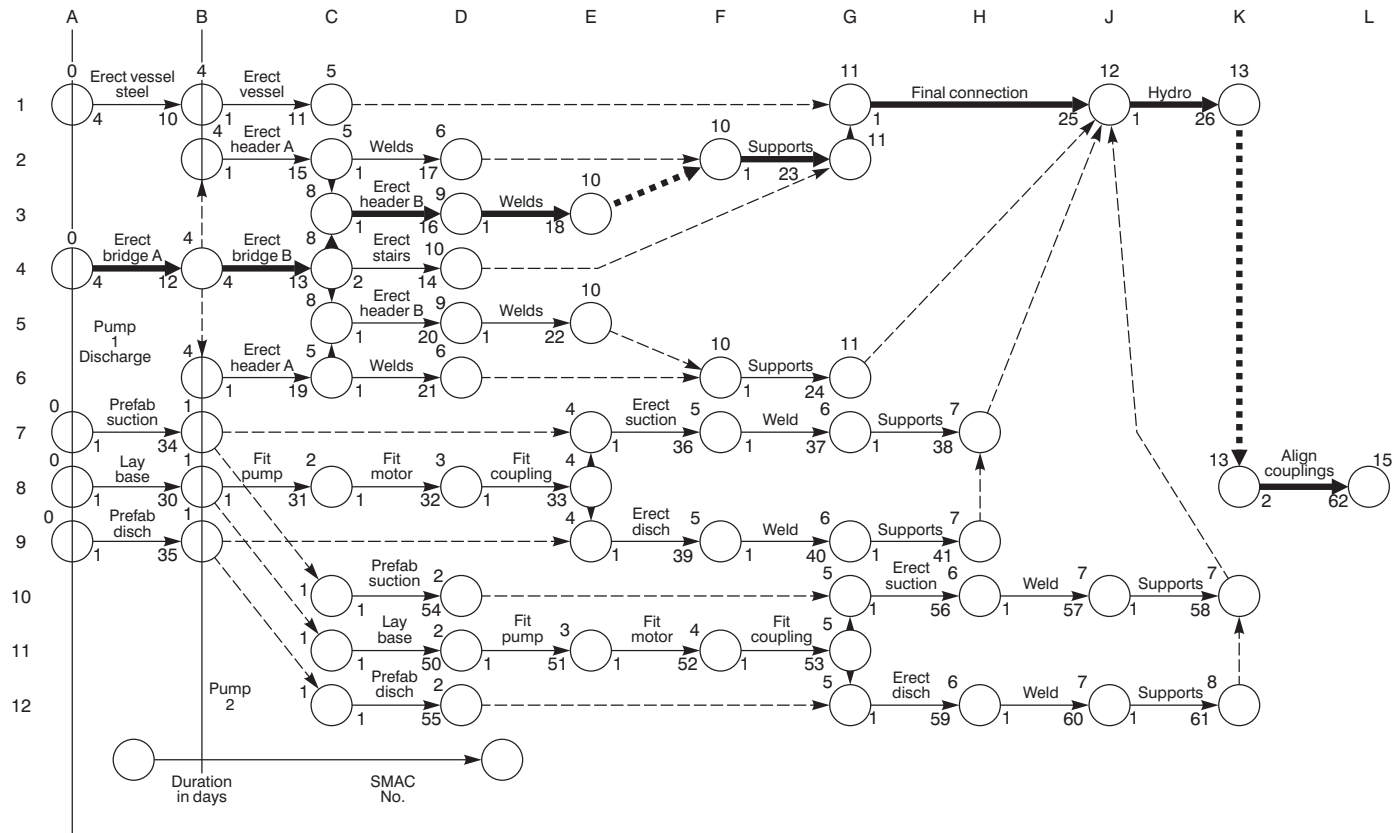 A B C D E F G H J K L
0 4 5 11 12 13
Erect vessel
steel
Erect
vessel
Final connection
Hydro
1
4 10 1 11 1 25 1 26
4 5 6 10 11
Erect
header A
Welds
Supports
2
1 15 1 17 1 23
8 9 10
Erect
header B
Welds
3
1 16 1 18
0 4 8 10
Erect
bridge A
Erect
bridge B
Erect
stairs
4
4 12 4 13 2 14
8 9 10
Erect
header B
Welds
5
1 20 1 22
Pump
1
Discharge
4 5 6 10 11
Erect
header A
Welds
Supports
6
1 19 1 21 1 24
0 1 4 5 6 7
Prefab
suction
Erect
suction
Weld
Supports
7
1 34 1 36 1 37 1 38
0 1 2 3 4 13 15
Lay
base
Fit
pump
Fit
motor
Fit
coupling
Align
couplings
8
1 30 1 31 1 32 1 33 2 62
0 1 4 5 6 7
Prefab
disch
Erect
disch
Weld
Supports
9
1 35 1 39 1 40 1 41
1 2 5 6 7 7
Prefab
suction
Erect
suction
Weld
Supports
10
1 54 1 56 1 57 1 58
1 2 3 4 5
Lay
base
Fit
pump
Fit
motor
Fit
coupling
11
1 50 1 51 1 52 1 53
1 2 5 6 7 8
Pump
2
Prefab
disch
Erect
disch
Weld
Supports
12
1 55 1 59 1 60 1 61
Duration
in days
SMAC
No.